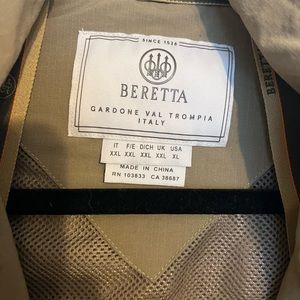 SINCE 1526
BERETTA
GARDONE VAL TROMPIA
ITALY
IT F/E D/CH UK USA
XXL XXL XXL XXL XL
MADE IN CHINA
RN 103833 CA 38687
BERETTA